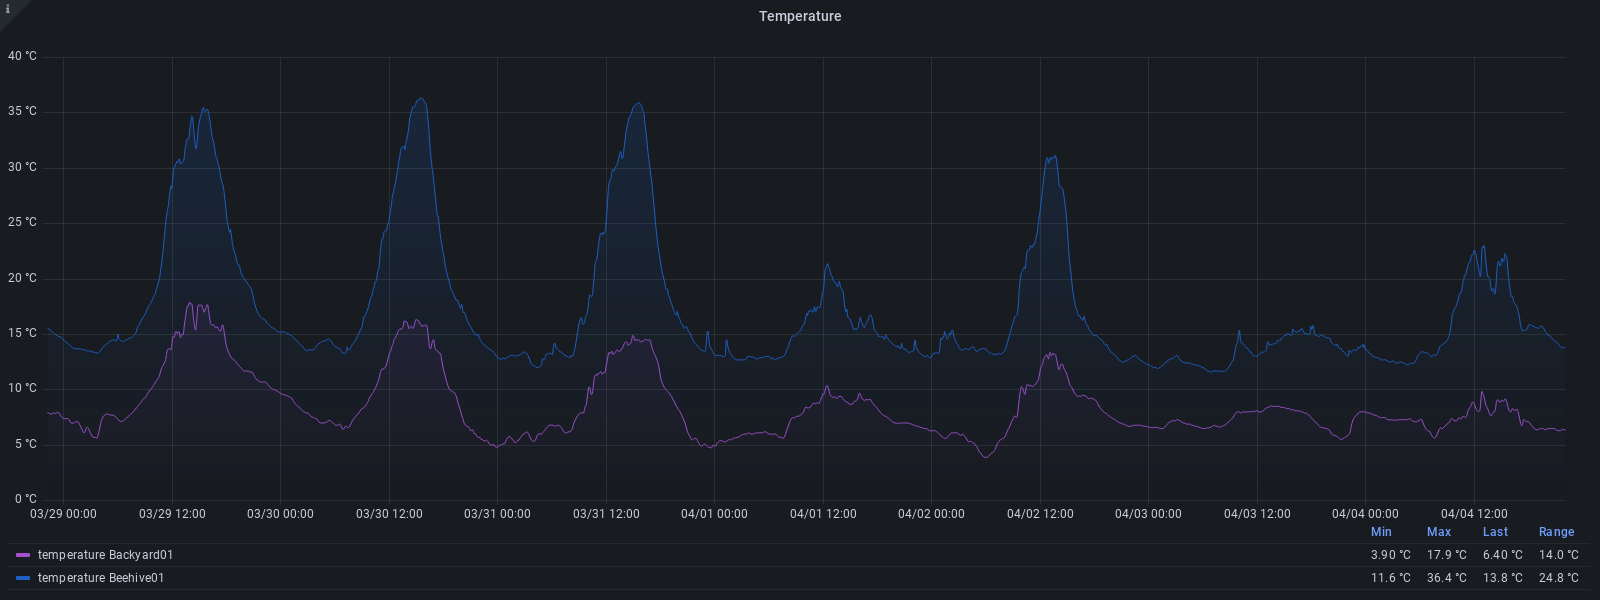 i
Temperature
40 °C
35 °C
30 °C
25 °C
20 °C
15 °C
10 °C
5 °C
0 °C
03/29 00:00 03/29 12:00 03/30 00:00 03/30 12:00 03/31 00:00 03/31 12:00 04/01 00:00 04/01 12:00 04/02 00:00 04/02 12:00 04/03 00:00 04/03 12:00 04/04 00:00 04/04 12:00
Min Max Last Range
temperature Backyard01 3.90 °C 17.9 °C 6.40 °C 14.0 °C
temperature Beehive01 11.6 °C 36.4 °C 13.8 °C 24.8 °C